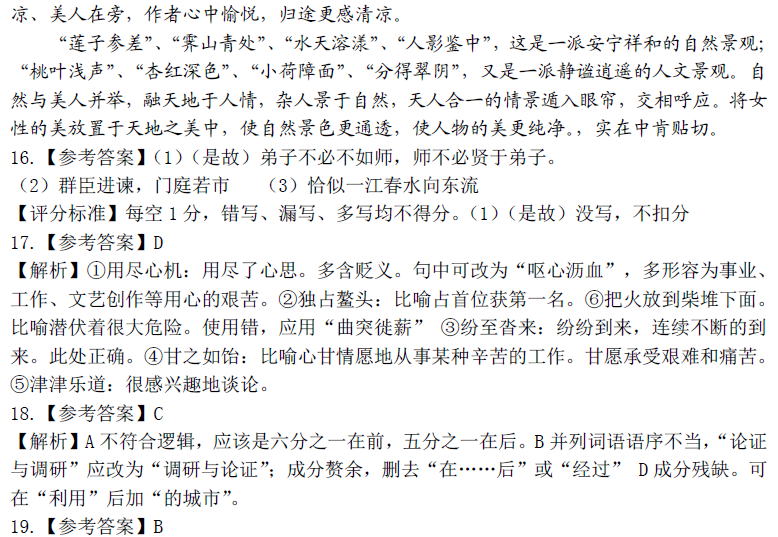 凉、美人在旁，作者心中愉悦，归途更感清凉。
“莲子参差”、“霁山青处”、“水天溶漾”、“人影鉴中”，这是一派安宁祥和的自然景观；
“桃叶浅声”、“杏红深色”、“小荷障面”、“分得翠阴”，又是一派静谧逍遥的人文景观。自
然与美人并举，融天地于人情，杂人景于自然，天人合一的情景遁入眼帘，交相呼应。将女
性的美放置于天地之美中，使自然景色更通透，使人物的美更纯净。，实在中肯贴切。
16.【参考答案】（1）（是故）弟子不必不如师，师不必贤于弟子。
（2）群臣进谏，门庭若市 （3）恰似一江春水向东流
【评分标准】每空 1 分，错写、漏写、多写均不得分。（1）（是故）没写，不扣分
17.【参考答案】D
【解析】①用尽心机：用尽了心思。多含贬义。句中可改为“呕心沥血”，多形容为事业、
工作、文艺创作等用心的艰苦。②独占鳌头：比喻占首位获第一名。⑥把火放到柴堆下面。
比喻潜伏着很大危险。使用错，应用“曲突徙薪” ③纷至沓来：纷纷到来，连续不断的到
来。此处正确。④甘之如饴：比喻心甘情愿地从事某种辛苦的工作。甘愿承受艰难和痛苦。
⑤津津乐道：很感兴趣地谈论。
18.【参考答案】C
【解析】A 不符合逻辑，应该是六分之一在前，五分之一在后。B 并列词语语序不当，“论证
与调研”应改为“调研与论证”；成分赘余，删去“在……后”或“经过” D 成分残缺。可
在“利用”后加“的城市”。
19.【参考答案】B